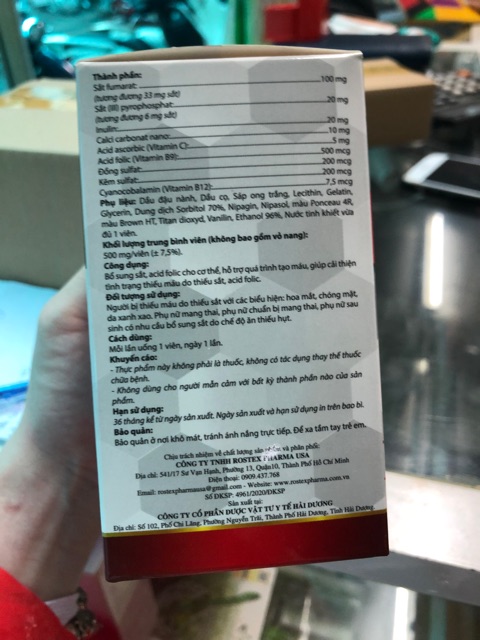 Thành phần:
Sắt fumarat: 100 mg
(tương đương 33 mg sắt)
Sắt (III) pyrophosphat: 20 mg
(tương đương 6 mg sắt)
Inulin: 20 mg
Calci carbonat nano: 10 mg
Acid ascorbic (Vitamin C): 5 mg
Acid folic (Vitamin B9): 500 mcg
Đồng sulfat: 200 mcg
Kẽm sulfat: 200 mcg
Cyanocobalamin (Vitamin B12): 7,5 mcg
Phụ liệu: Dầu đậu nành, Dầu cọ, Sáp ong trắng, Lecithin, Gelatin,
Glycerin, Dung dịch Sorbitol 70%, Nipagin, Nipasol, màu Ponceau 4R,
màu Brown HT, Titan dioxyd, Vanilin, Ethanol 96%, Nước tinh khiết vừa
đủ 1 viên.
Khối lượng trung bình viên (không bao gồm vỏ nang):
500 mg/viên (± 7,5%).
Công dụng:
Bổ sung sắt, acid folic cho cơ thể, hỗ trợ quá trình tạo máu, giúp cải thiện
tình trạng thiếu máu do thiếu sắt, acid folic.
Đối tượng sử dụng:
Người bị thiếu máu do thiếu sắt với các biểu hiện: hoa mắt, chóng mặt,
da xanh xao. Phụ nữ mang thai, phụ nữ chuẩn bị mang thai, phụ nữ sau
sinh có nhu cầu bổ sung sắt do chế độ ăn thiếu hụt.
Cách dùng:
Mỗi lần uống 1 viên, ngày 1 lần.
Khuyến cáo:
- Thực phẩm này không phải là thuốc, không có tác dụng thay thế thuốc
chữa bệnh.
- Không dùng cho người mẫn cảm với bất kỳ thành phần nào của sản
phẩm.
Hạn sử dụng:
36 tháng kể từ ngày sản xuất. Ngày sản xuất và hạn sử dụng in trên bao bì.
Bảo quản:
Bảo quản ở nơi khô mát, tránh ánh nắng trực tiếp. Để xa tầm tay trẻ em.
Chịu trách nhiệm về chất lượng sản phẩm và phân phối:
CÔNG TY TNHH ROSTEX PHARMA USA
Địa chỉ: 541/17 Sư Vạn Hạnh, Phường 13, Quận10, Thành Phố Hồ Chí Minh
Điện thoại: 0909.437.768
Email: rostexpharmausa@gmail.com - Website: www.rostexpharma.com.vn
Số ĐKSP: 4961/2020/ĐKSP
Sản xuất tại:
CÔNG TY CỔ PHẦN DƯỢC VẬT TƯ Y TẾ HẢI DƯƠNG
Địa chỉ: Số 102, Phố Chi Lăng, Phường Nguyễn Trãi, Thành Phố Hải Dương, Tỉnh Hải Dương